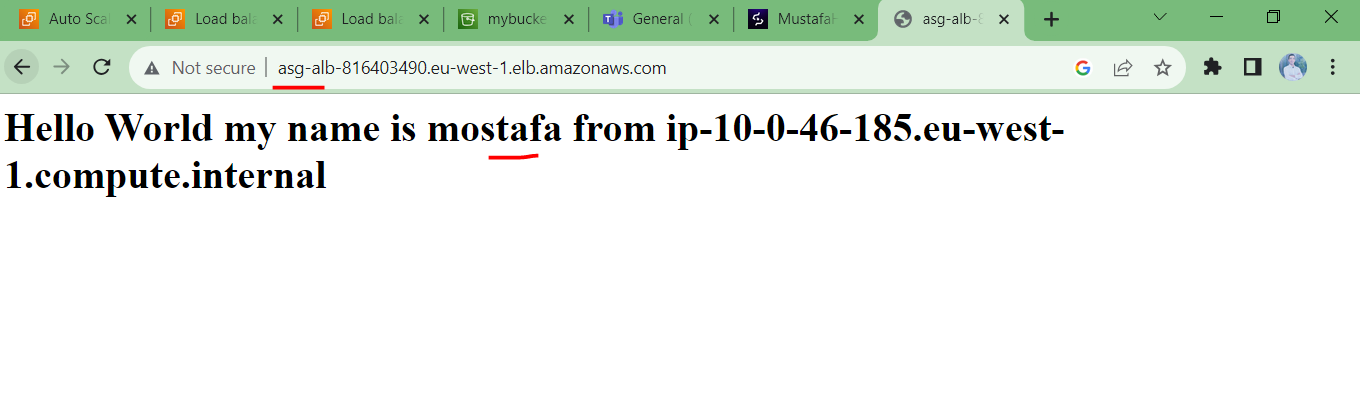 Auto Scal
Load bala
Load bala
mybucke
General (
MustafaH
asg-alb-8
Not secure
asg-alb-816403490.eu-west-1.elb.amazonaws.com
Hello World my name is mostafa from ip-10-0-46-185.eu-west-
1.compute.internal